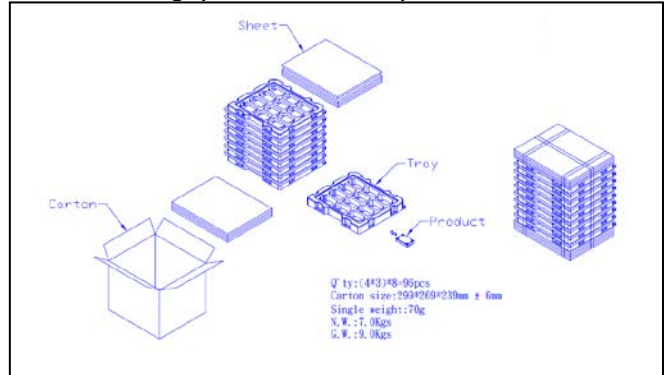 Sheet
Tray
Carton
Product
Q'ty:(4*3)*8=96pcs
Carton size:299*269*239mm ± 6mm
Single weight:70g
N.W.:7.0Kgs
G.W.:9.0Kgs